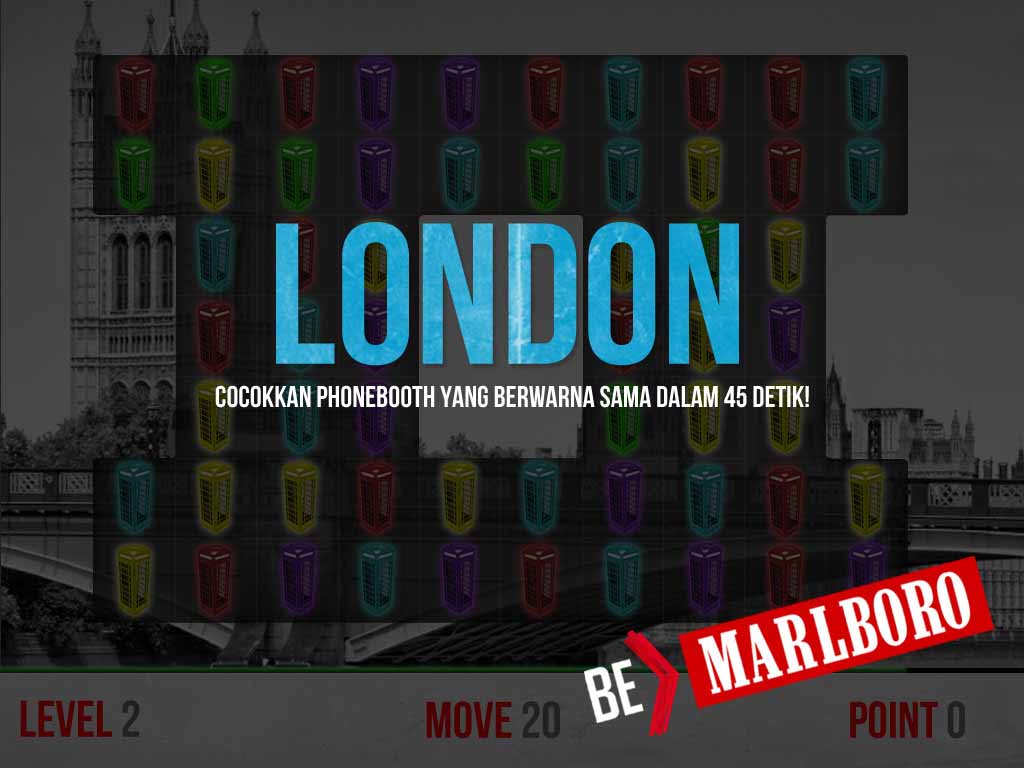 LONDON
COCOKKAN PHONEBOOTH YANG BERWARNA SAMA DALAM 45 DETIK!
BE > MARLBORO
LEVEL 2
MOVE 20
POINT 0